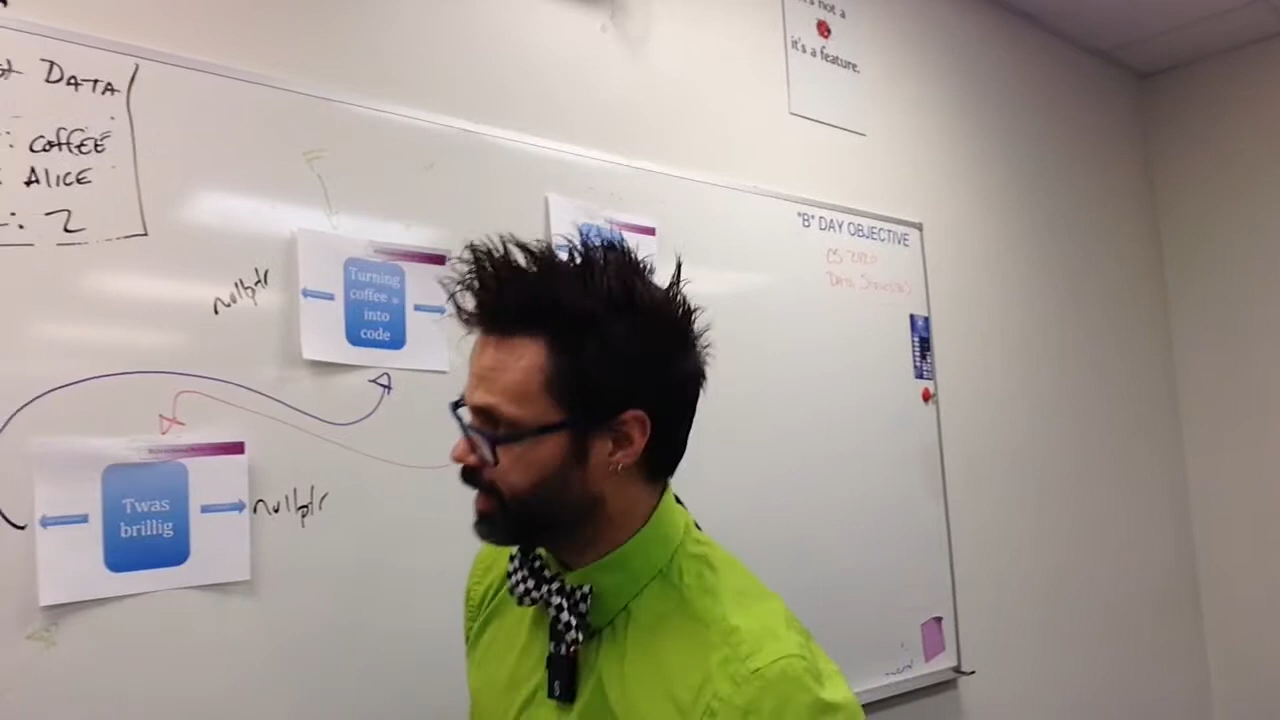 it's not a
it's a feature.
DATA
: COFFEE
: ALICE
: 2
"B" DAY OBJECTIVE
CS 2420
Data Structures
nullptr
Turning
coffee
into
code
Twas
brillig
nullptr